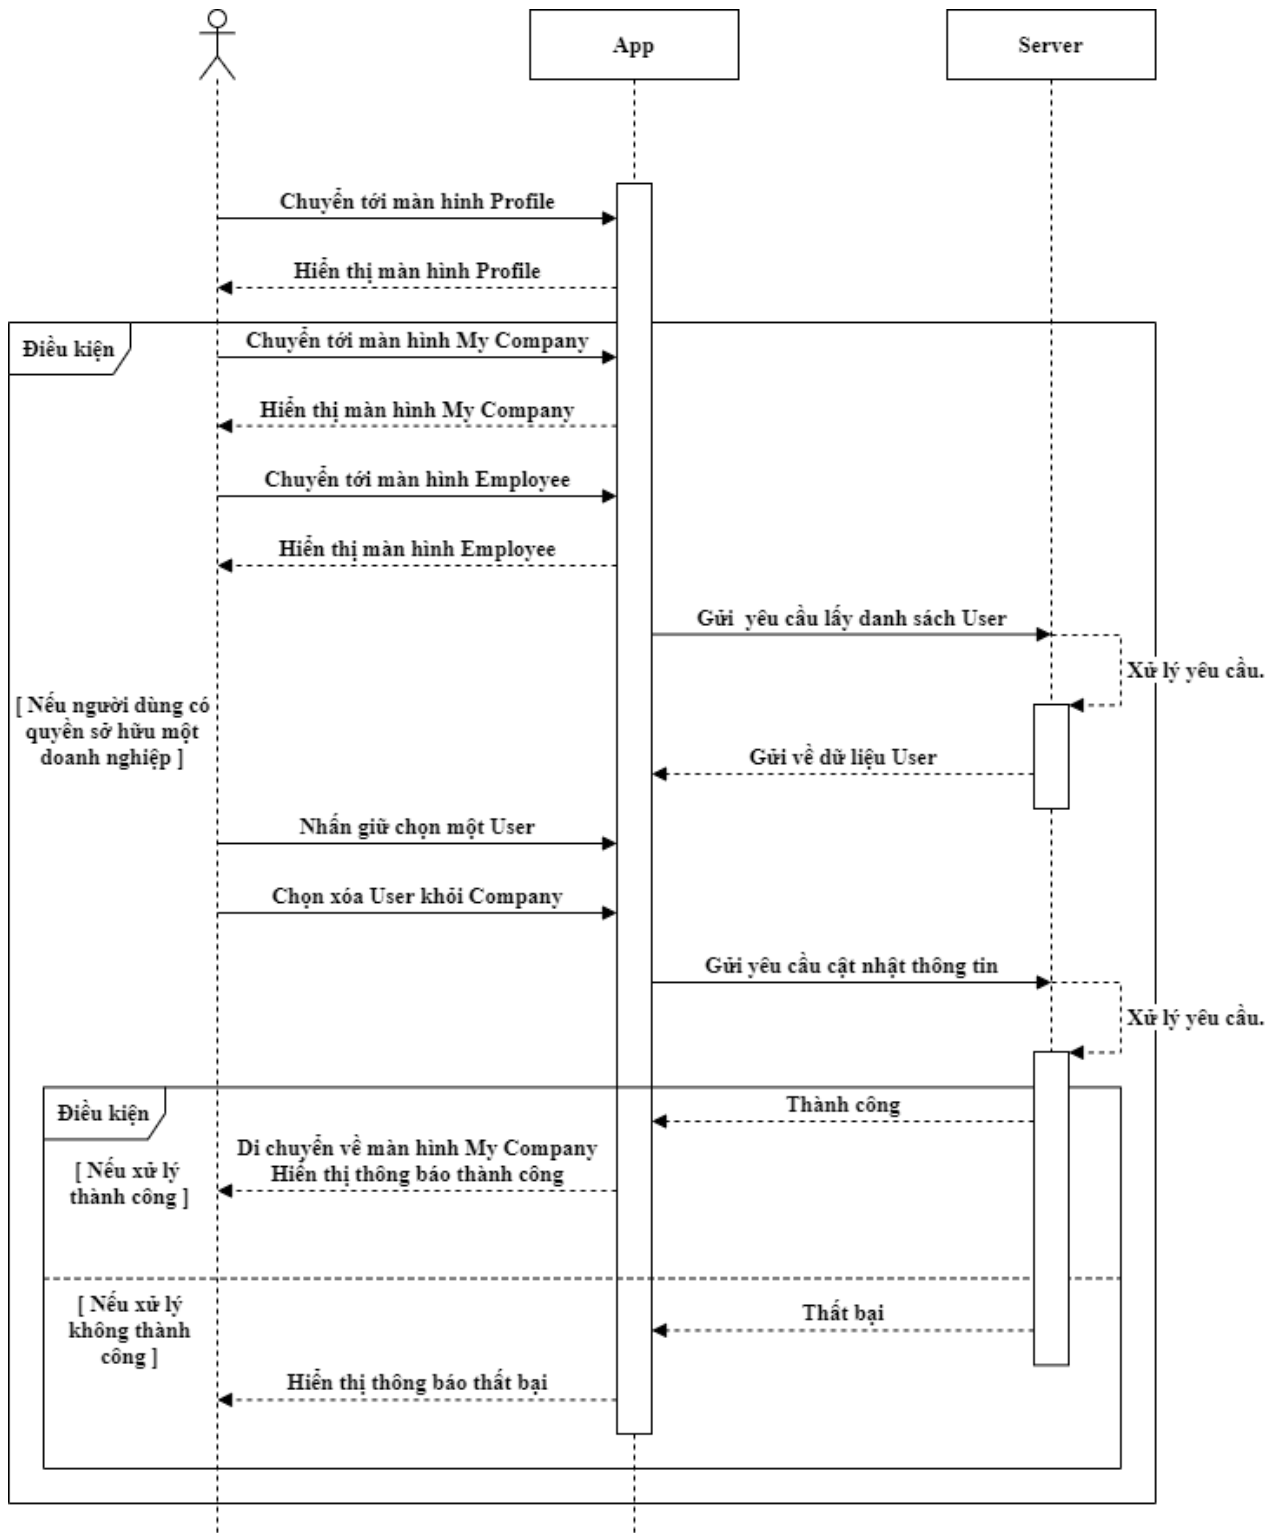 App
Server
Chuyển tới màn hinh Profile
Hiển thị màn hình Profile
Điều kiện
Chuyển tới màn hình My Company
Hiển thị màn hình My Company
Chuyển tới màn hình Employee
Hiển thị màn hình Employee
Gửi yêu cầu lấy danh sách User
Xử lý yêu cầu.
[ Nếu người dùng có
quyền sở hữu một
doanh nghiệp ]
Gửi về dữ liệu User
Nhấn giữ chọn một User
Chọn xóa User khỏi Company
Gửi yêu cầu cật nhật thông tin
Xử lý yêu cầu.
Điều kiện
Thành công
Di chuyển về màn hình My Company
Hiển thị thông báo thành công
[ Nếu xử lý
thành công ]
[ Nếu xử lý
không thành
công ]
Thất bại
Hiển thị thông báo thất bại